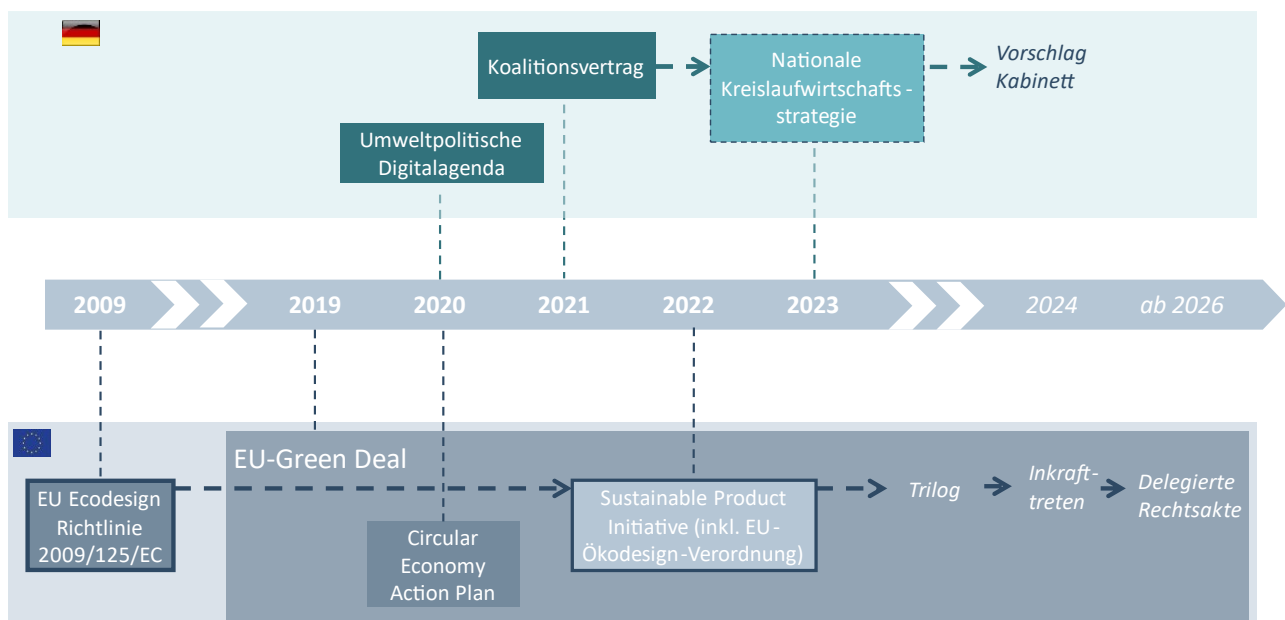 Koalitionsvertrag
Nationale
Kreislaufwirtschafts -
strategie
Vorschlag
Kabinett
Umweltpolitische
Digitalagenda
2009
2019
2020
2021
2022
2023
2024
ab 2026
EU-Green Deal
EU Ecodesign
Richtlinie
2009/125/EC
Circular
Economy
Action Plan
Sustainable Product
Initiative (inkl. EU-
Ökodesign-Verordnung)
Trilog
Inkraft-
treten
Delegierte
Rechtsakte